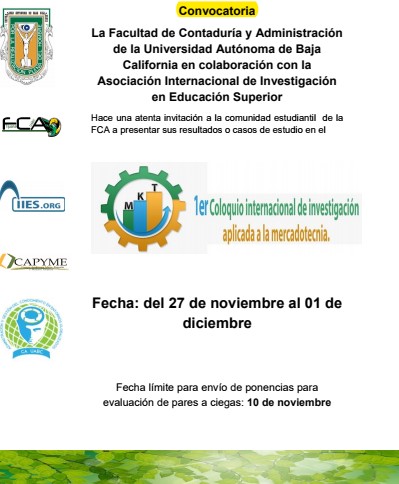 Convocatoria
La Facultad de Contaduría y Administración
de la Universidad Autónoma de Baja
California en colaboración con la
Asociación Internacional de Investigación
en Educación Superior
Hace una atenta invitación a la comunidad estudiantil de la
FCA a presentar sus resultados o casos de estudio en el
FCA
IIES.ORG
M K T
1er Coloquio internacional de investigación
aplicada a la mercadotecnia.
CAPYME
Fecha: del 27 de noviembre al 01 de
diciembre
CA UABC
Fecha límite para envío de ponencias para
evaluación de pares a ciegas: 10 de noviembre